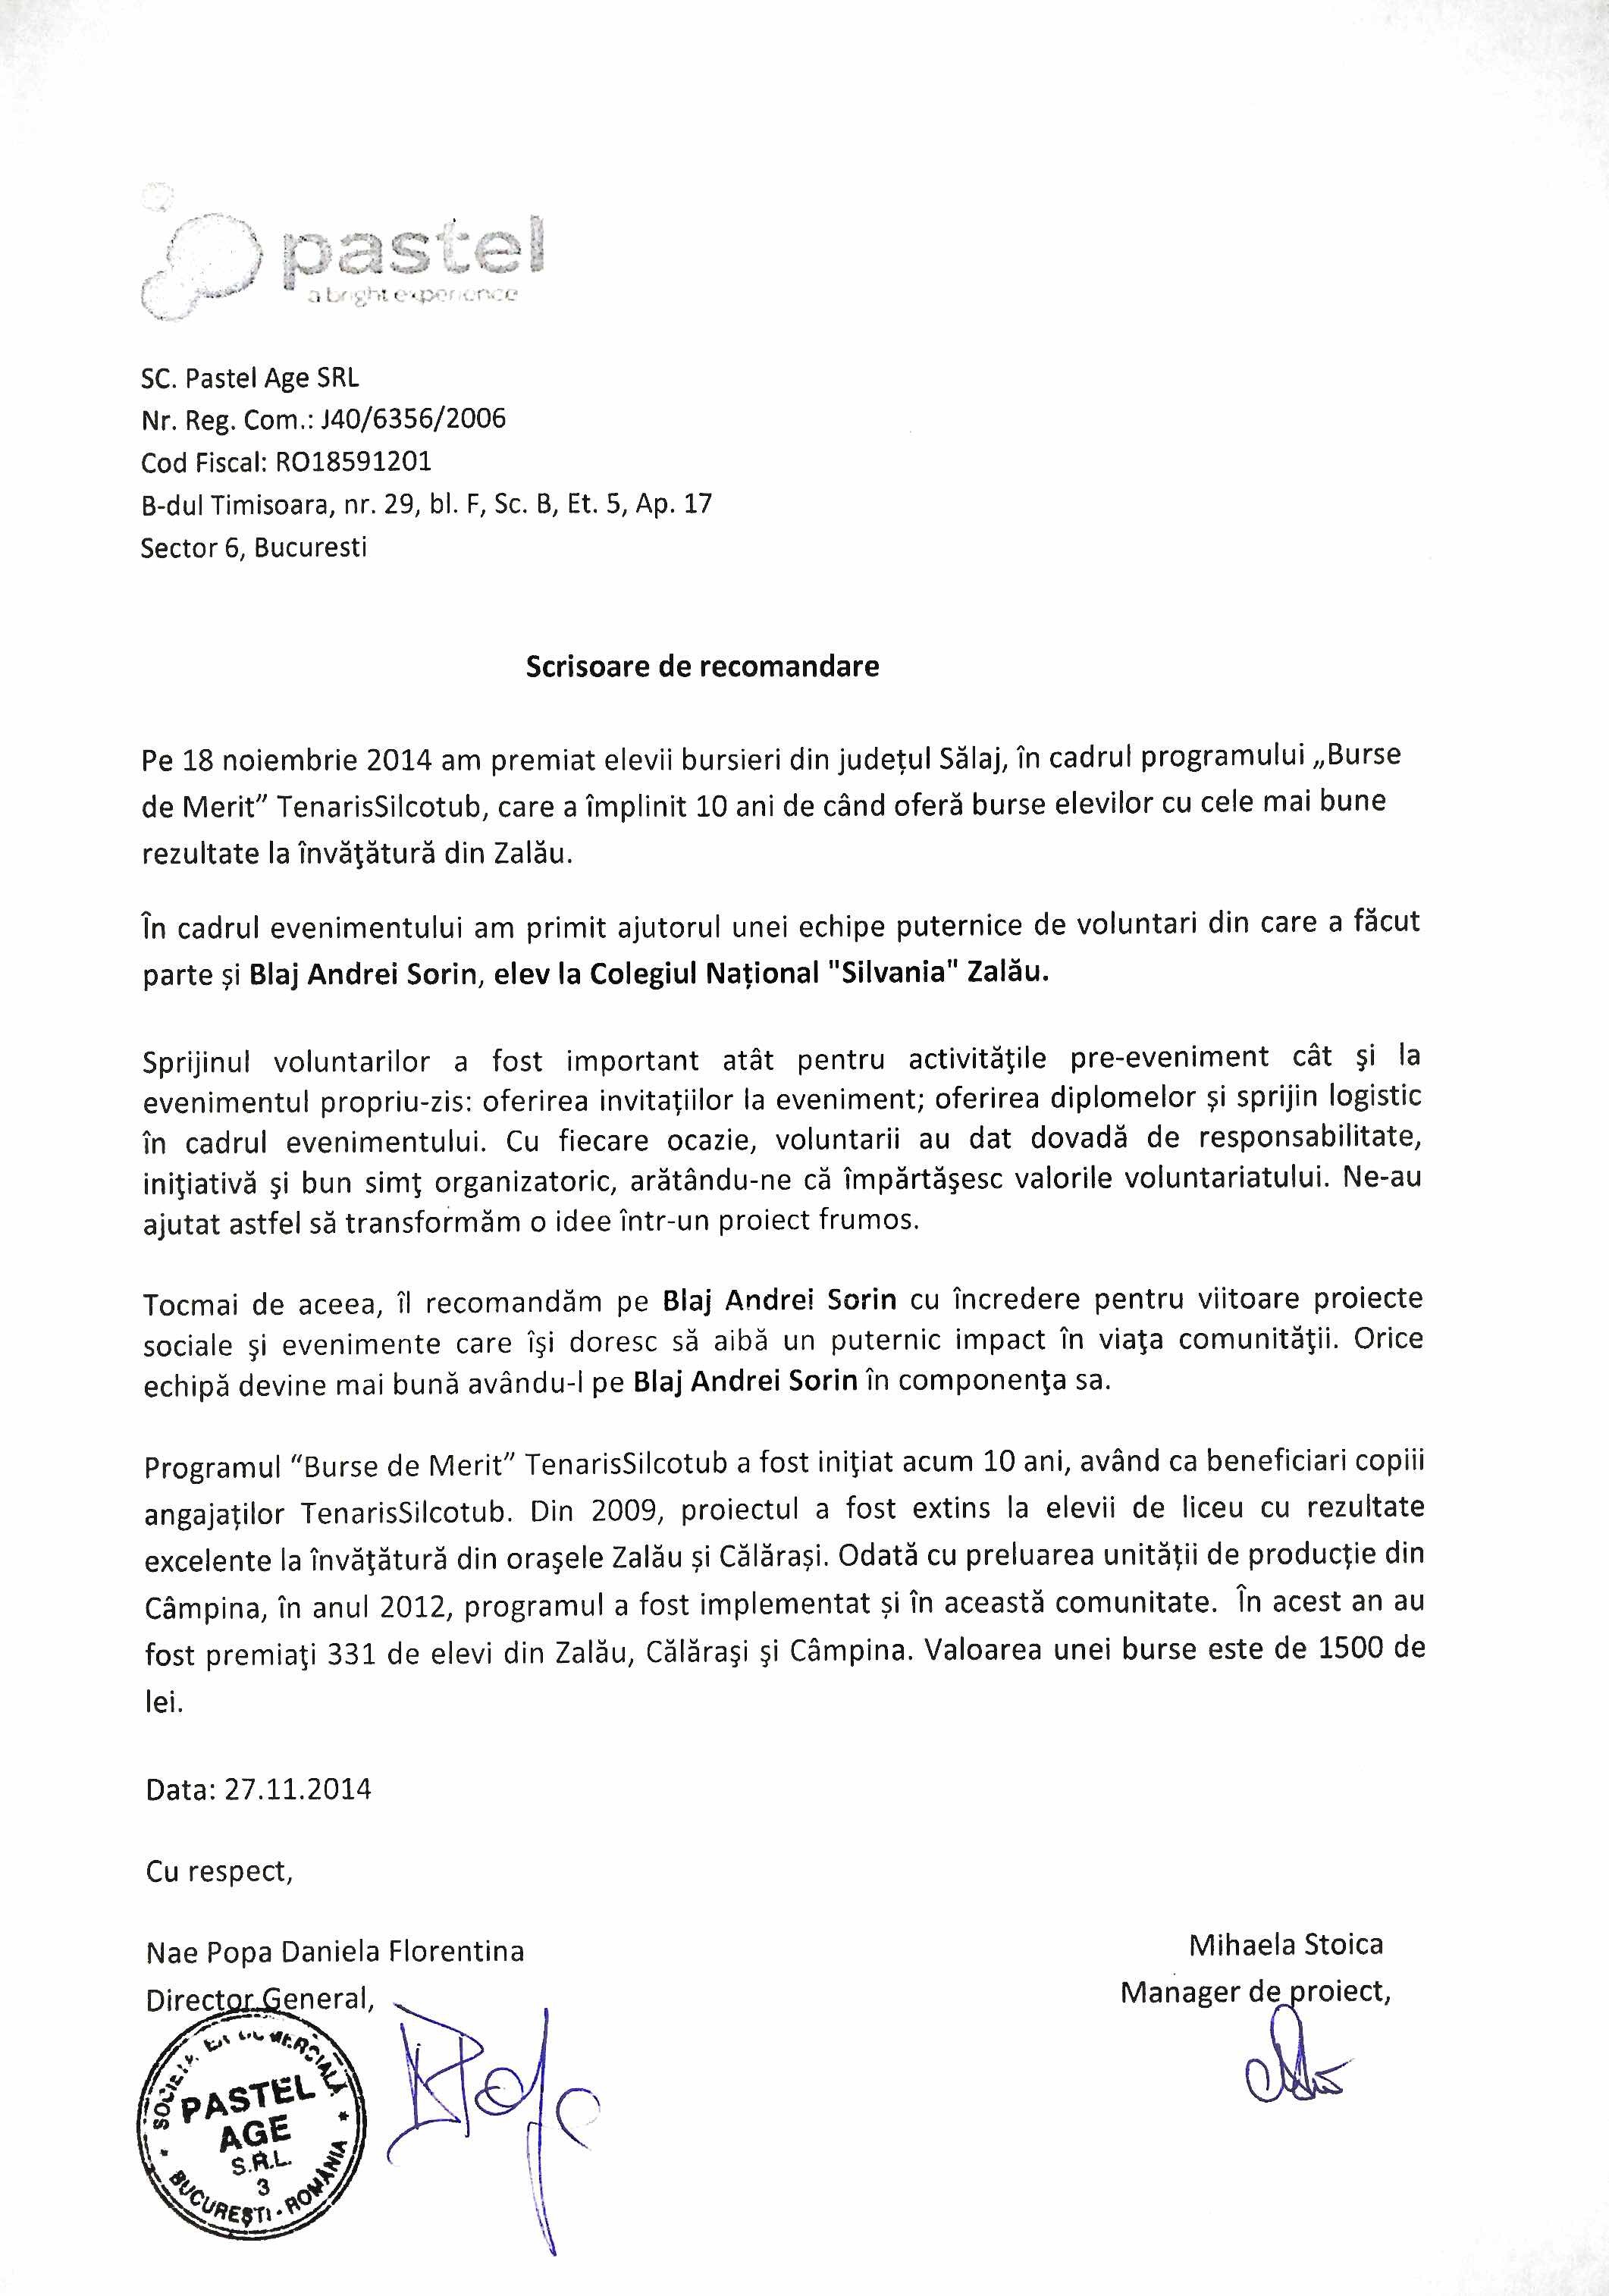 pastel
a bright experience
SC. Pastel Age SRL
Nr. Reg. Com.: J40/6356/2006
Cod Fiscal: RO18591201
B-dul Timisoara, nr. 29, bl. F, Sc. B, Et. 5, Ap. 17
Sector 6, Bucuresti
Scrisoare de recomandare
Pe 18 noiembrie 2014 am premiat elevii bursieri din județul Sălaj, în cadrul programului „Burse
de Merit” TenarisSilcotub, care a împlinit 10 ani de când oferă burse elevilor cu cele mai bune
rezultate la învăţătură din Zalău.
În cadrul evenimentului am primit ajutorul unei echipe puternice de voluntari din care a făcut
parte și Blaj Andrei Sorin, elev la Colegiul Național "Silvania" Zalău.
Sprijinul voluntarilor a fost important atât pentru activităţile pre-eveniment cât şi la
evenimentul propriu-zis: oferirea invitațiilor la eveniment; oferirea diplomelor și sprijin logistic
în cadrul evenimentului. Cu fiecare ocazie, voluntarii au dat dovadă de responsabilitate,
iniţiativă şi bun simţ organizatoric, arătându-ne că împărtăşesc valorile voluntariatului. Ne-au
ajutat astfel să transformăm o idee într-un proiect frumos.
Tocmai de aceea, îl recomandăm pe Blaj Andrei Sorin cu încredere pentru viitoare proiecte
sociale şi evenimente care îşi doresc să aibă un puternic impact în viaţa comunităţii. Orice
echipă devine mai bună avându-l pe Blaj Andrei Sorin în componenţa sa.
Programul “Burse de Merit” TenarisSilcotub a fost iniţiat acum 10 ani, având ca beneficiari copiii
angajaților TenarisSilcotub. Din 2009, proiectul a fost extins la elevii de liceu cu rezultate
excelente la învăţătură din oraşele Zalău și Călărași. Odată cu preluarea unității de producție din
Câmpina, în anul 2012, programul a fost implementat și în această comunitate. În acest an au
fost premiaţi 331 de elevi din Zalău, Călăraşi şi Câmpina. Valoarea unei burse este de 1500 de
lei.
Data: 27.11.2014
Cu respect,
Nae Popa Daniela Florentina
Mihaela Stoica
Director General,
Manager de proiect,
COMERCIALĂ
PASTEL
AGE
S.R.L.
3
BUCUREŞTI - ROMÂNIA